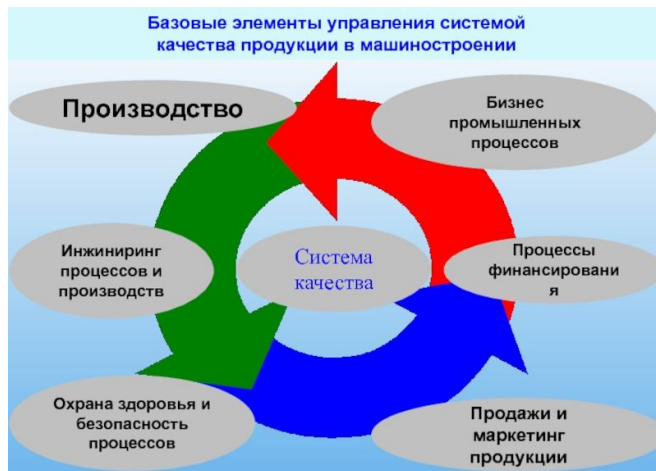 Базовые элементы управления системой
качества продукции в машиностроении
Производство
Бизнес
промышленных
процессов
Инжиниринг
процессов и
производств
Система
качества
Процессы
финансировани
я
Охрана здоровья и
безопасность
процессов
Продажи и
маркетинг
продукции